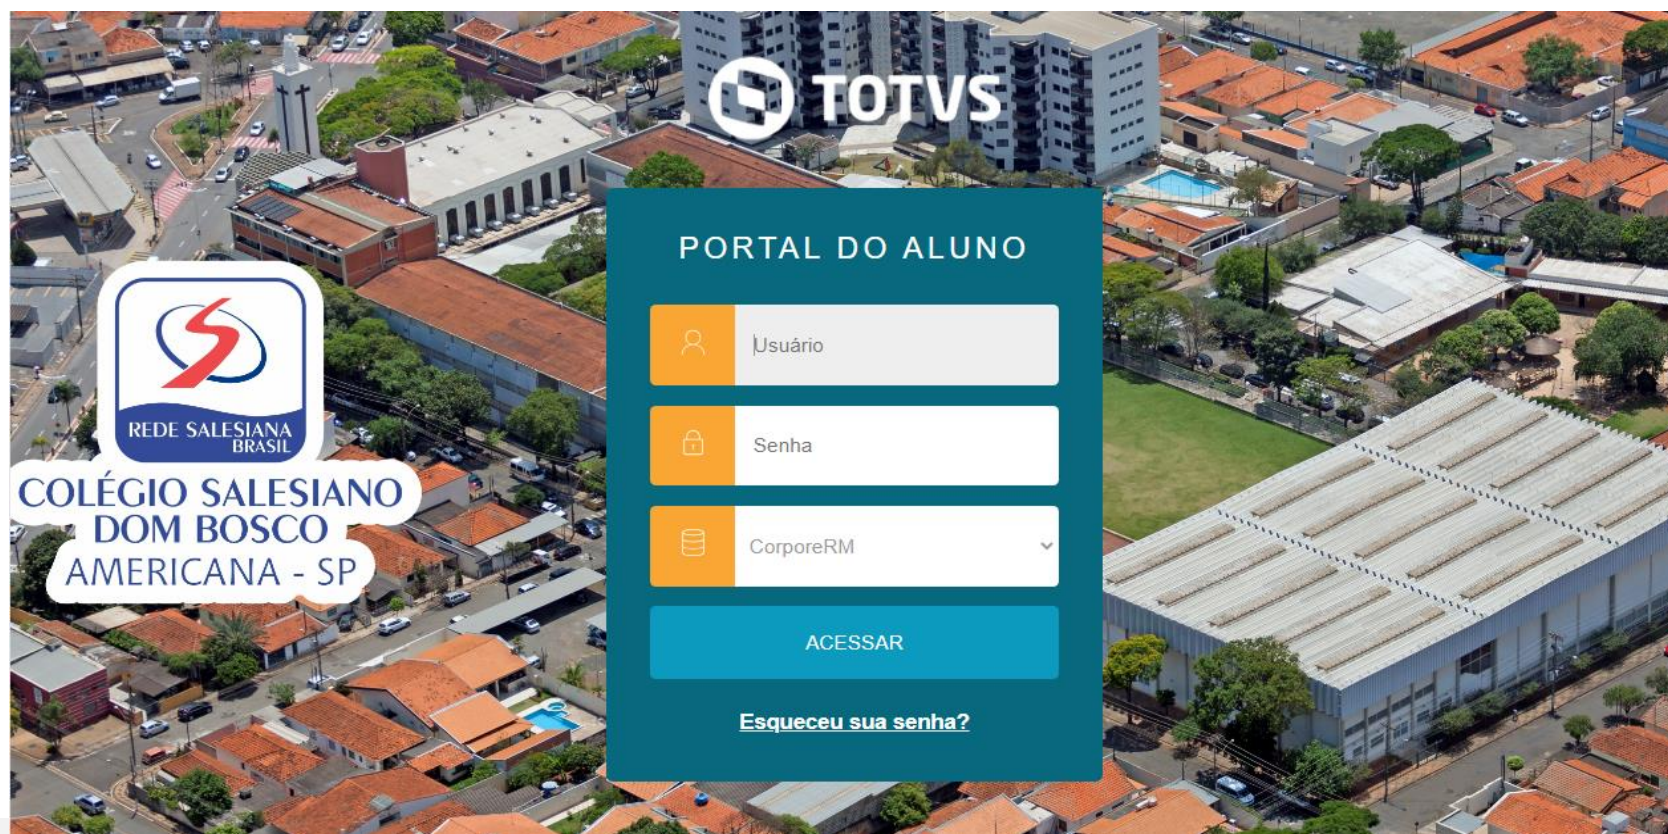 TOTVS
PORTAL DO ALUNO
Usuário
Senha
CorporeRM
ACESSAR
Esqueceu sua senha?
REDE SALESIANA
BRASIL
COLÉGIO SALESIANO
DOM BOSCO
AMERICANA - SP